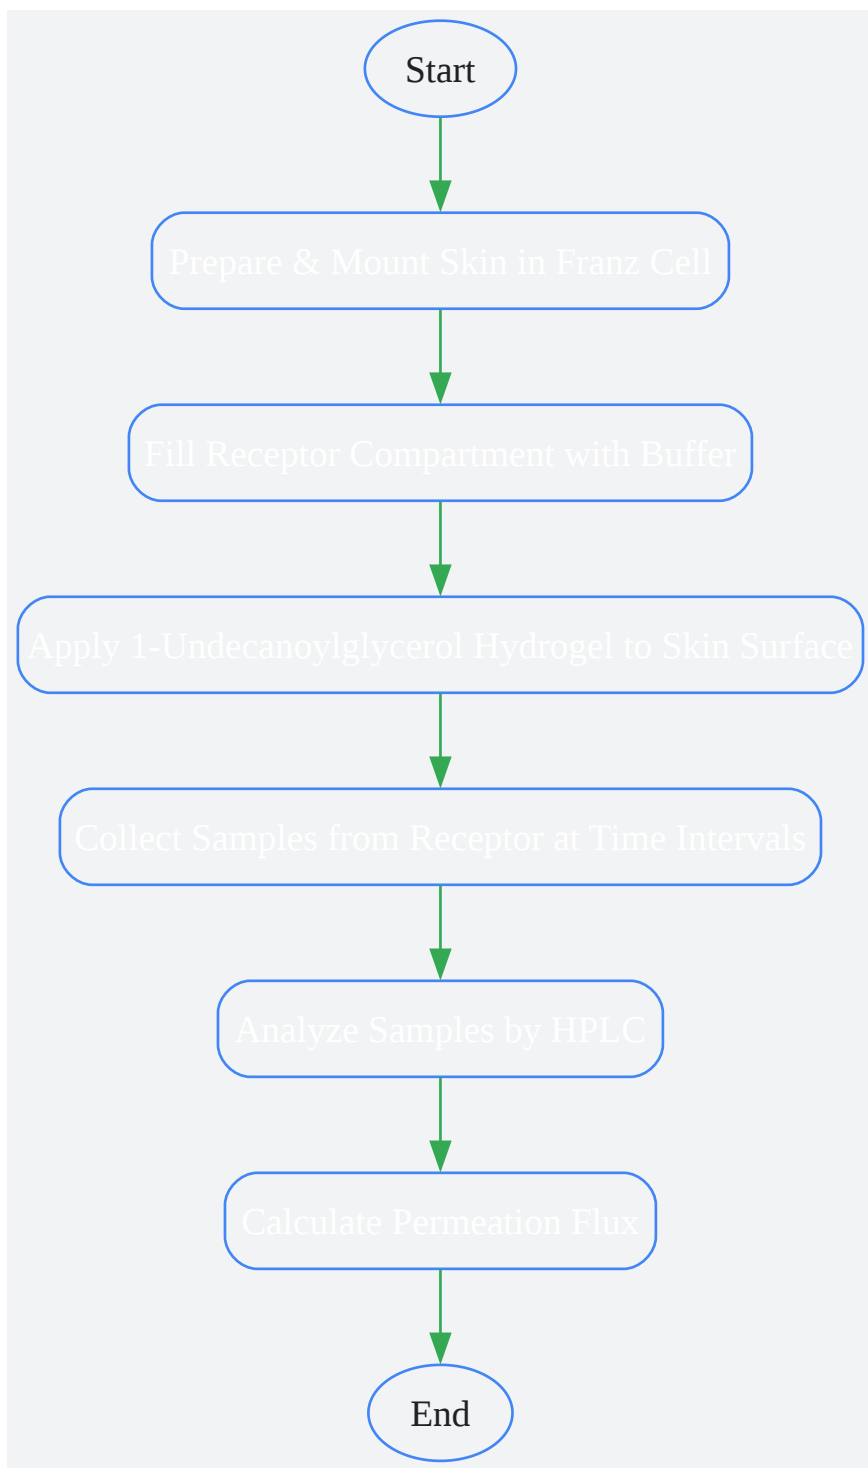 Start
Prepare & Mount Skin in Franz Cell
Fill Receptor Compartment with Buffer
Apply 1-Undecanoylglycerol Hydrogel to Skin Surface
Collect Samples from Receptor at Time Intervals
Analyze Samples by HPLC
Calculate Permeation Flux
End